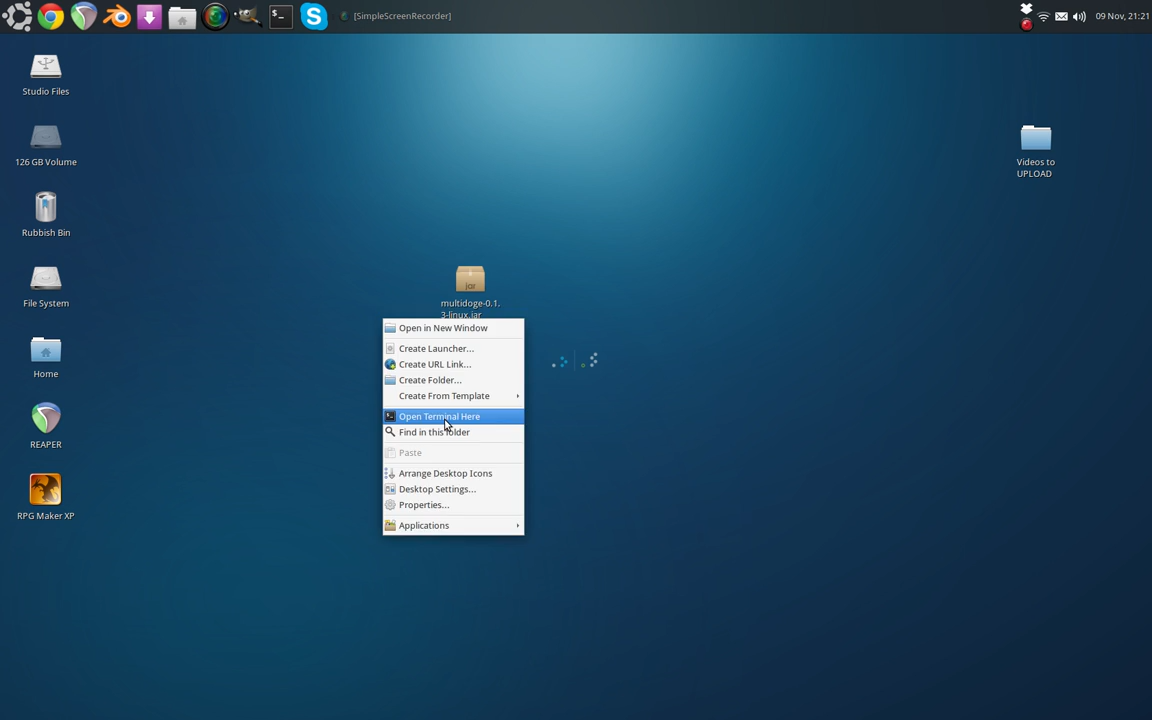 [SimpleScreenRecorder]
09 Nov, 21:21
Studio Files
126 GB Volume
Rubbish Bin
File System
Home
REAPER
RPG Maker XP
Videos to
UPLOAD
jar
multidoge-0.1.
3-linux.jar
Open in New Window
Create Launcher...
Create URL Link...
Create Folder...
Create From Template
Open Terminal Here
Find in this folder
Paste
Arrange Desktop Icons
Desktop Settings...
Properties...
Applications